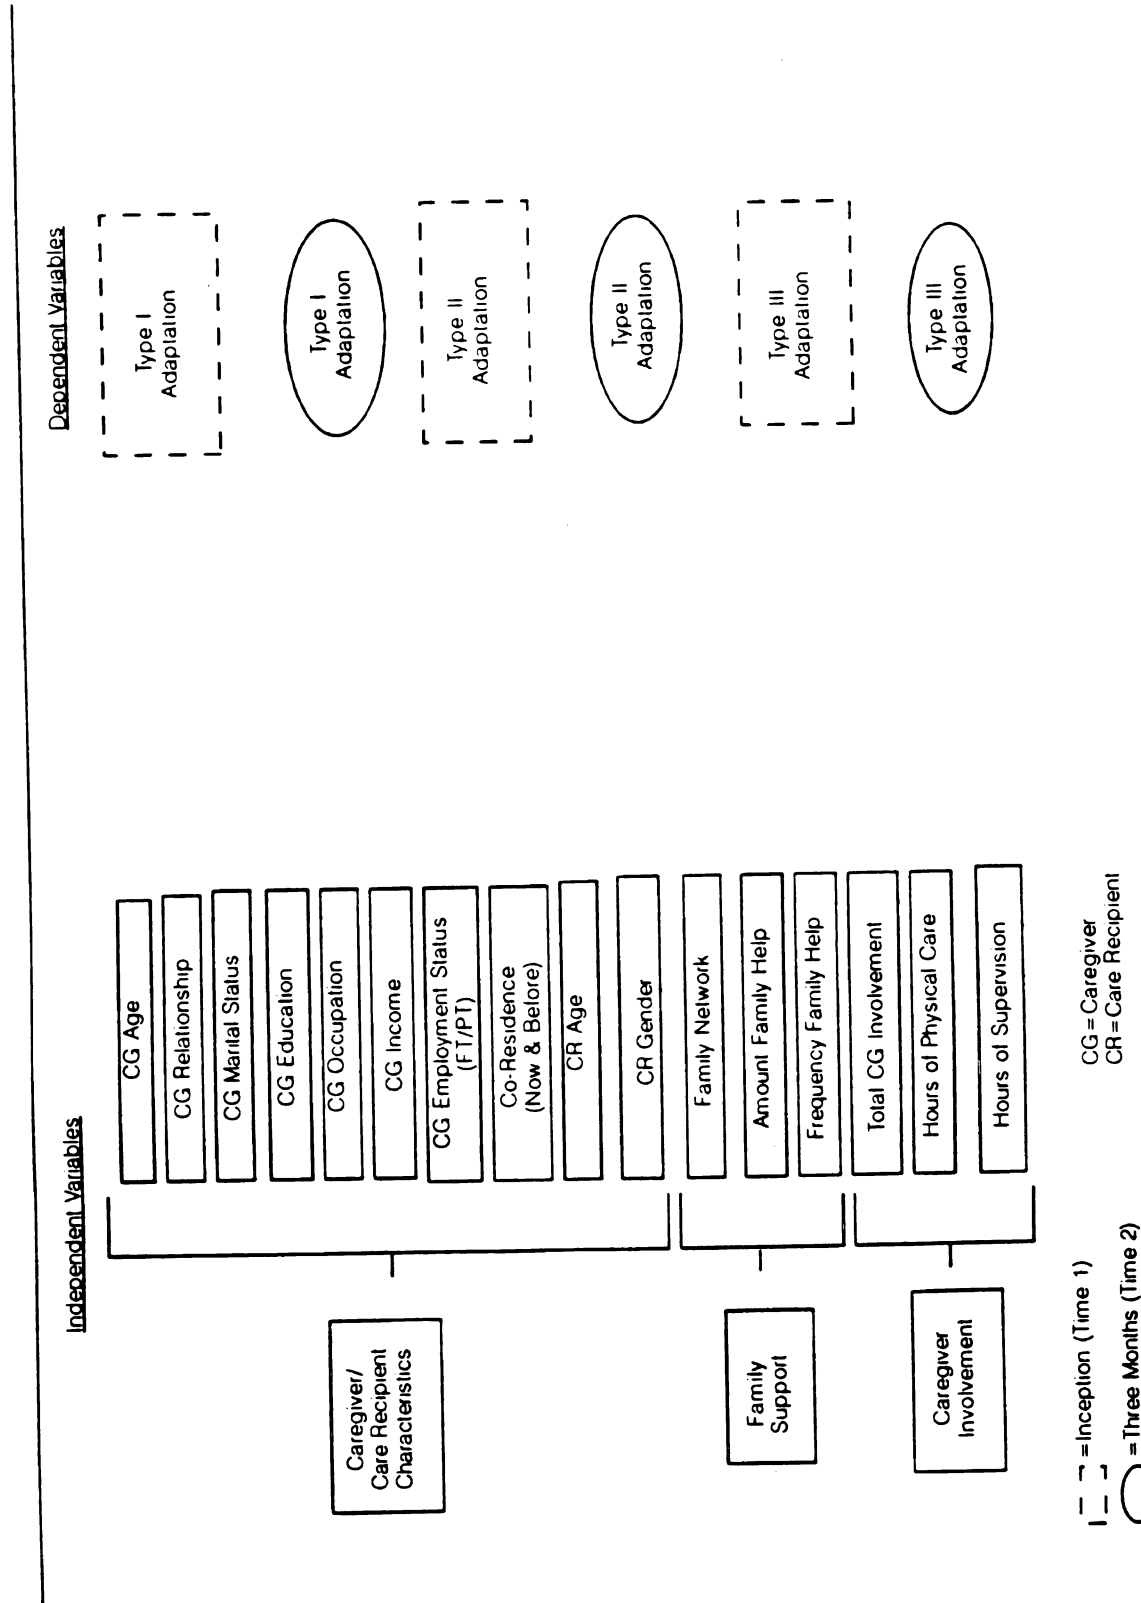 Independent Variables
Dependent Variables
Caregiver/
Care Recipient
Characteristics
CG Age
CG Relationship
CG Marital Status
CG Education
CG Occupation
CG Income
CG Employment Status
(FT/PT)
Co-Residence
(Now & Before)
CR Age
CR Gender
Family
Support
Family Network
Amount Family Help
Frequency Family Help
Caregiver
Involvement
Total CG Involvement
Hours of Physical Care
Hours of Supervision
Type I
Adaptation
Type I
Adaptation
Type II
Adaptation
Type II
Adaptation
Type III
Adaptation
Type III
Adaptation
=Inception (Time 1)
=Three Months (Time 2)
CG=Caregiver
CR=Care Recipient